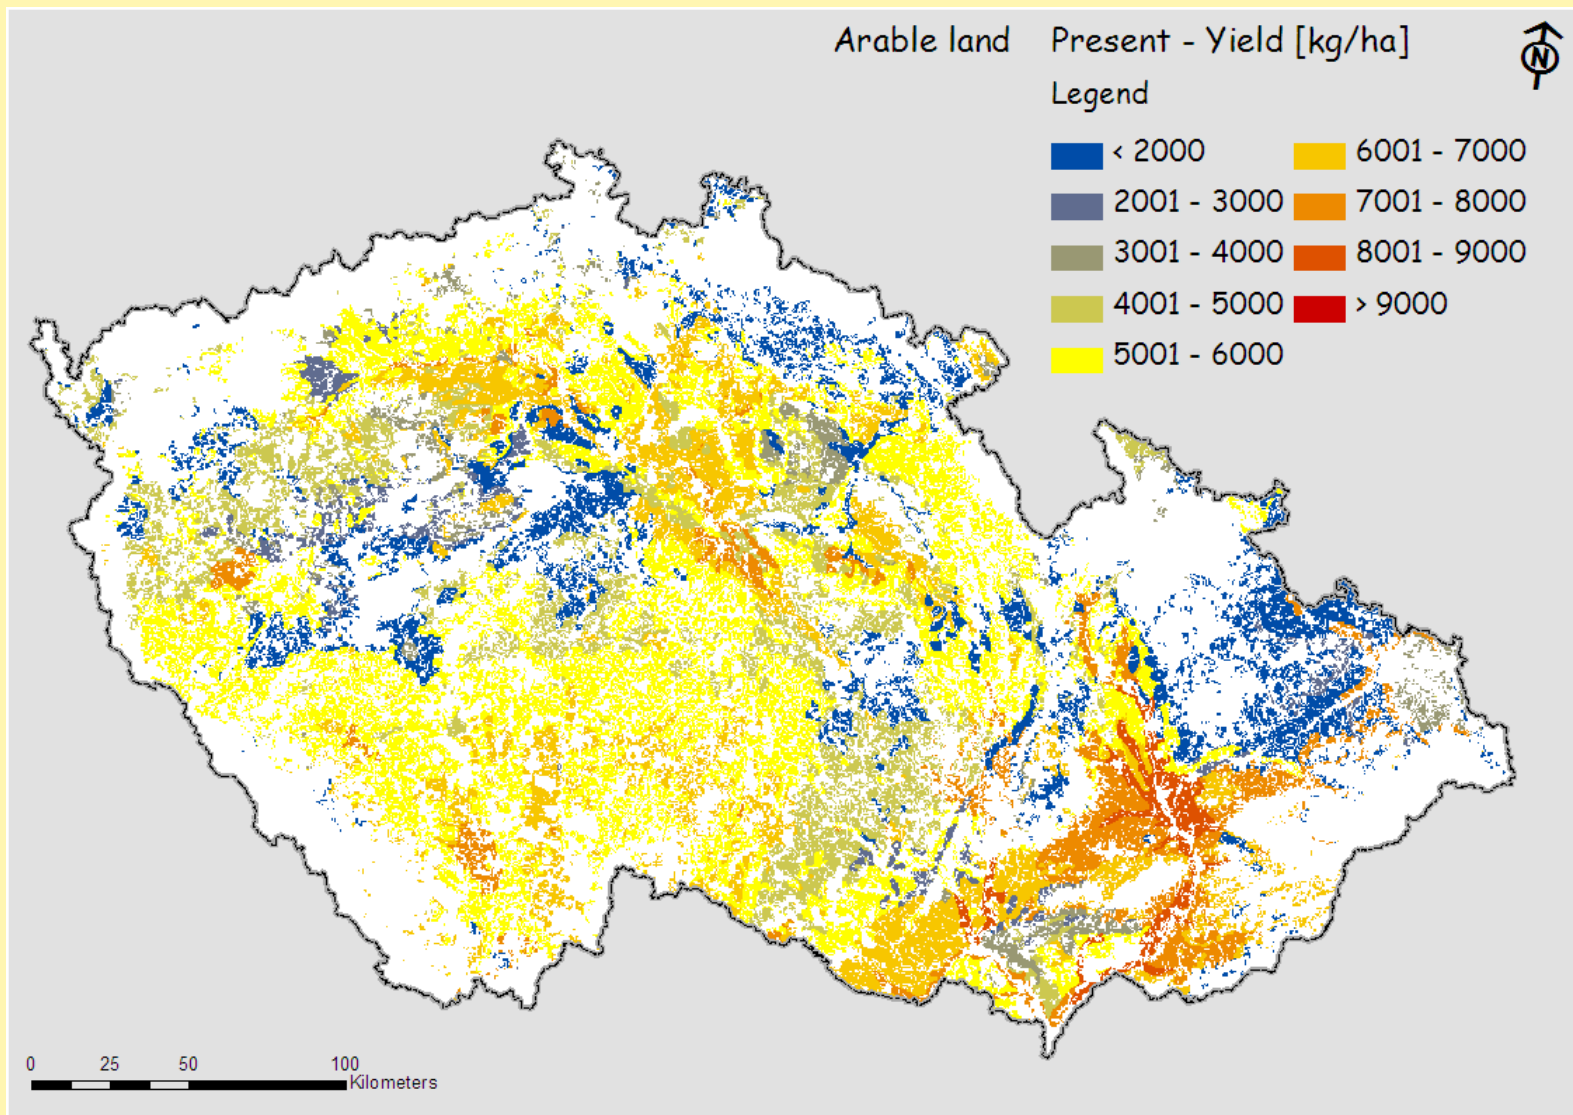 Arable land Present - Yield [kg/ha]
N
Legend
< 2000 6001 - 7000
2001 - 3000 7001 - 8000
3001 - 4000 8001 - 9000
4001 - 5000 > 9000
5001 - 6000
0 25 50 100
Kilometers